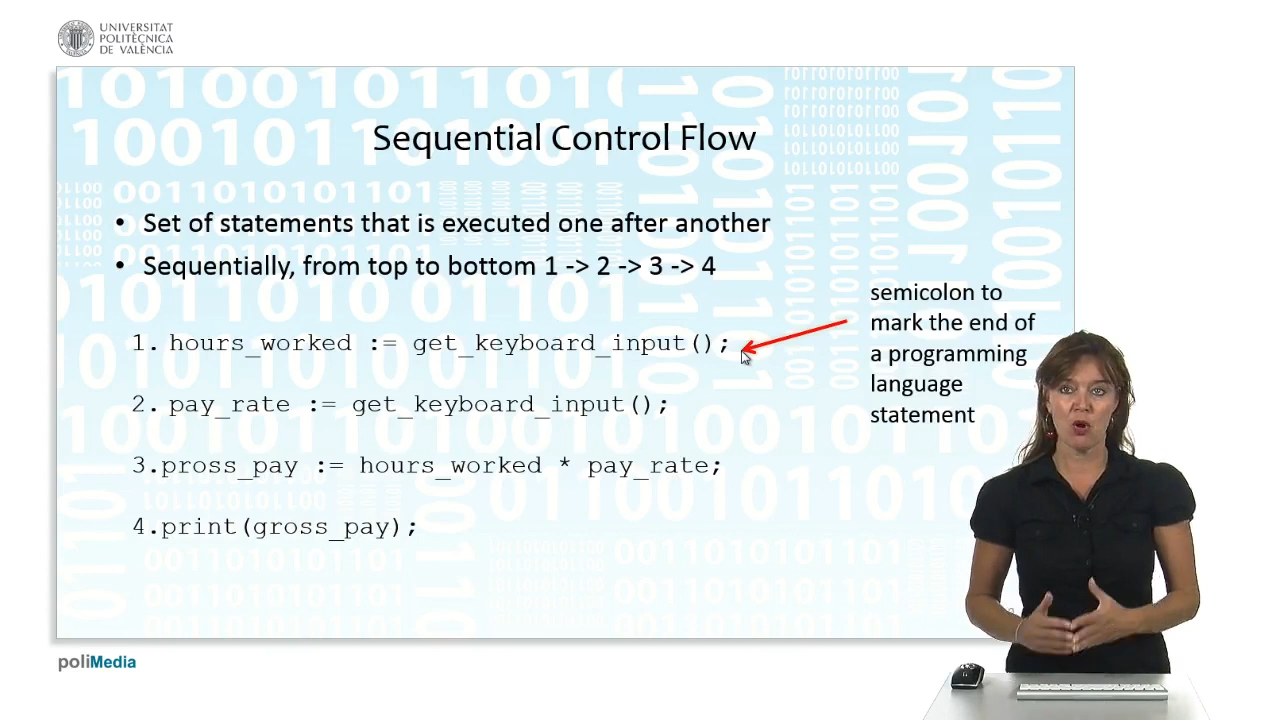 UNIVERSITAT
POLITÈCNICA
DE VALÈNCIA
Sequential Control Flow
• Set of statements that is executed one after another
• Sequentially, from top to bottom 1 -> 2 -> 3 -> 4
semicolon to
mark the end of
a programming
language
statement
1. hours_worked := get_keyboard_input();
2. pay_rate := get_keyboard_input();
3.pross_pay := hours_worked * pay_rate;
4.print(gross_pay);
poliMedia